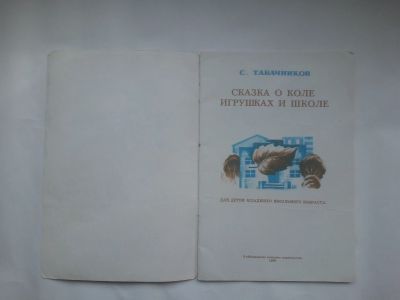 С. ТАБАЧНИКОВ
СКАЗКА О КОЛЕ
ИГРУШКАХ И ШКОЛЕ
ДЛЯ ДЕТЕЙ МЛАДШЕГО ШКОЛЬНОГО ВОЗРАСТА